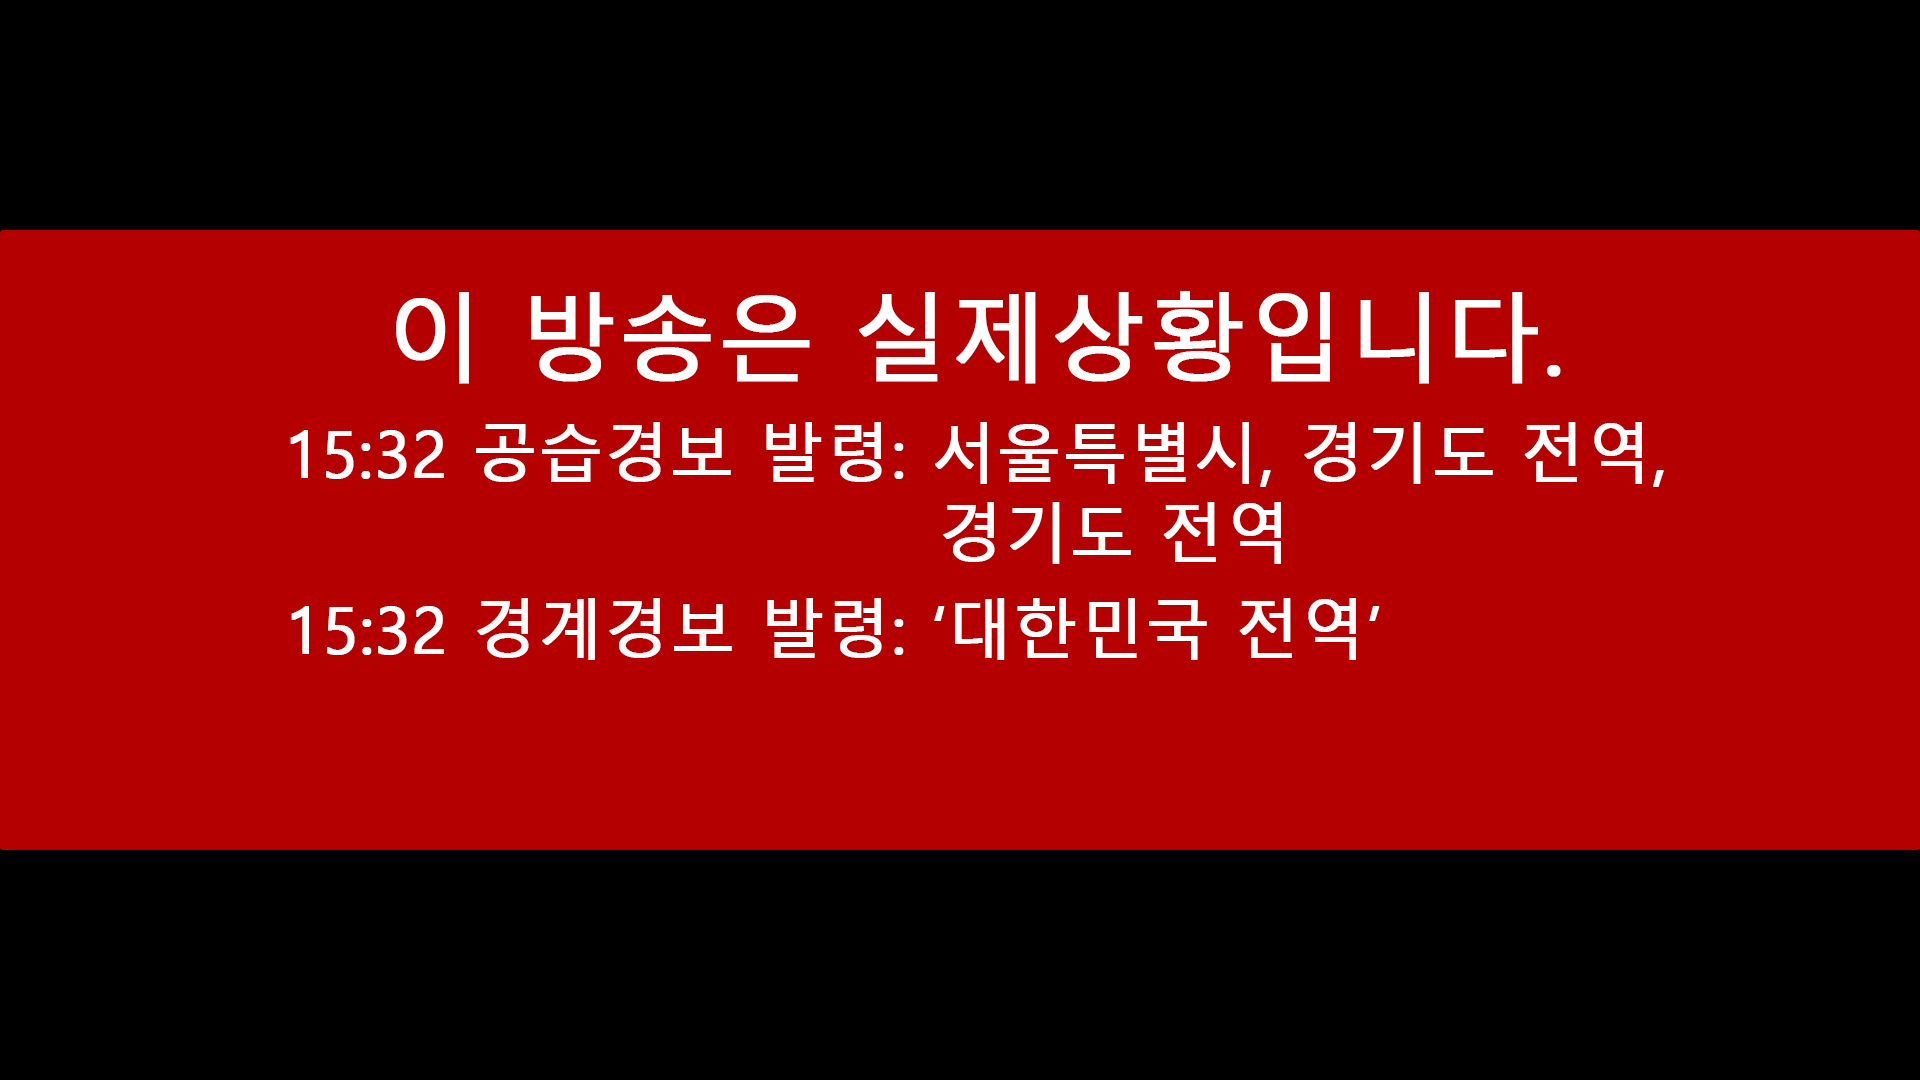 이 방송은 실제상황입니다.
15:32 공습경보 발령: 서울특별시, 경기도 전역,
경기도 전역
15:32 경계경보 발령: ‘대한민국 전역’